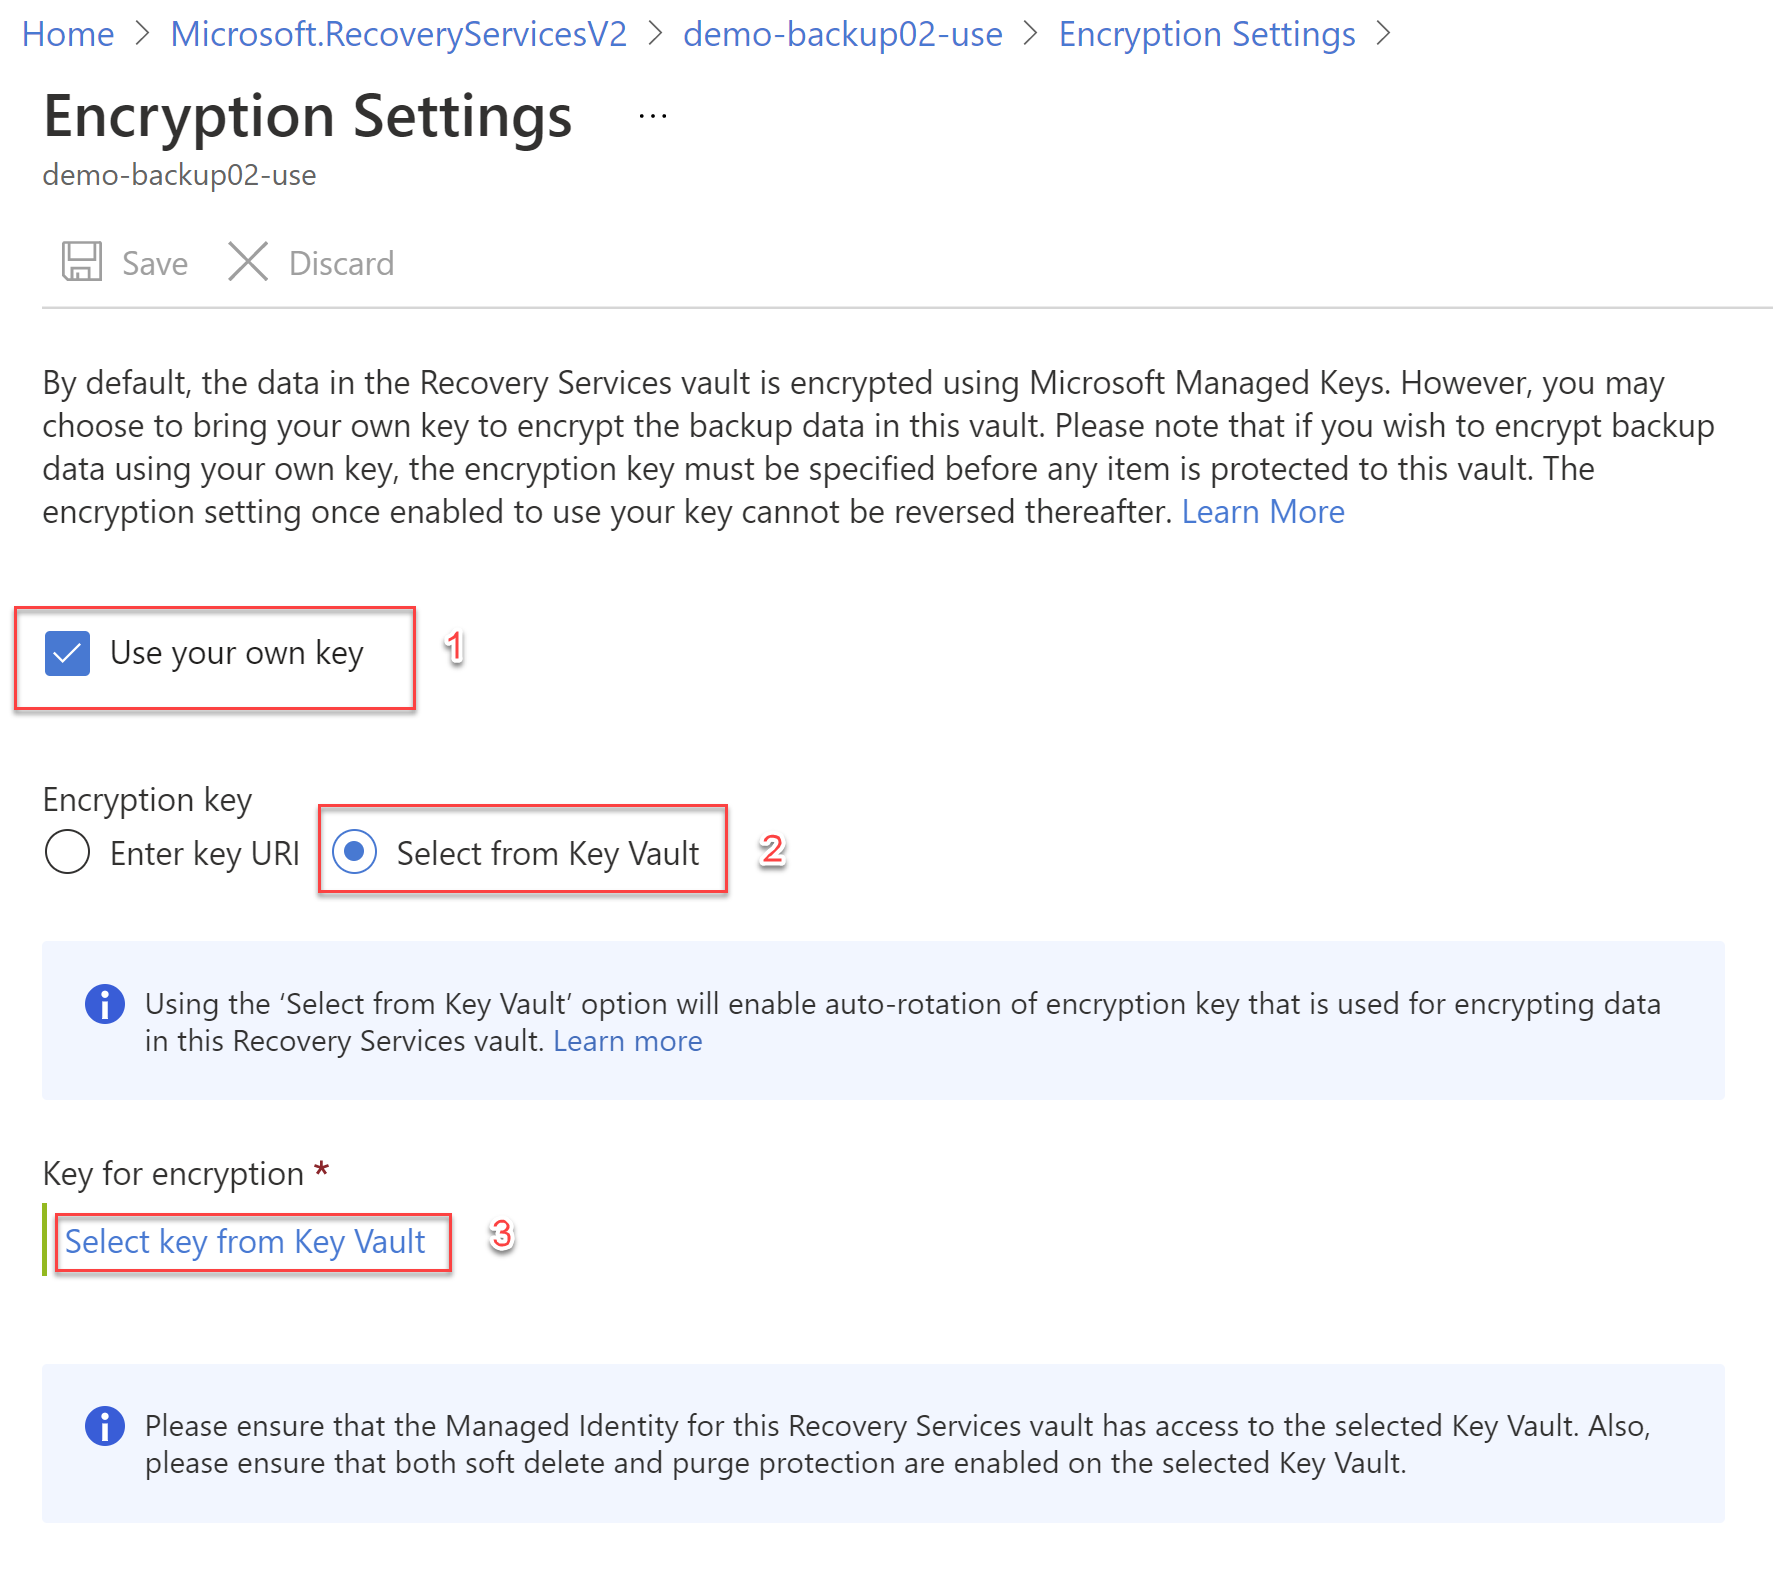 Home > Microsoft.RecoveryServicesV2 > demo-backup02-use > Encryption Settings >
Encryption Settings ...
demo-backup02-use
Save Discard
By default, the data in the Recovery Services vault is encrypted using Microsoft Managed Keys. However, you may
choose to bring your own key to encrypt the backup data in this vault. Please note that if you wish to encrypt backup
data using your own key, the encryption key must be specified before any item is protected to this vault. The
encryption setting once enabled to use your key cannot be reversed thereafter. Learn More
Use your own key 1
Encryption key
Enter key URI Select from Key Vault 2
Using the ‘Select from Key Vault’ option will enable auto-rotation of encryption key that is used for encrypting data
in this Recovery Services vault. Learn more
Key for encryption *
Select key from Key Vault 3
Please ensure that the Managed Identity for this Recovery Services vault has access to the selected Key Vault. Also,
please ensure that both soft delete and purge protection are enabled on the selected Key Vault.